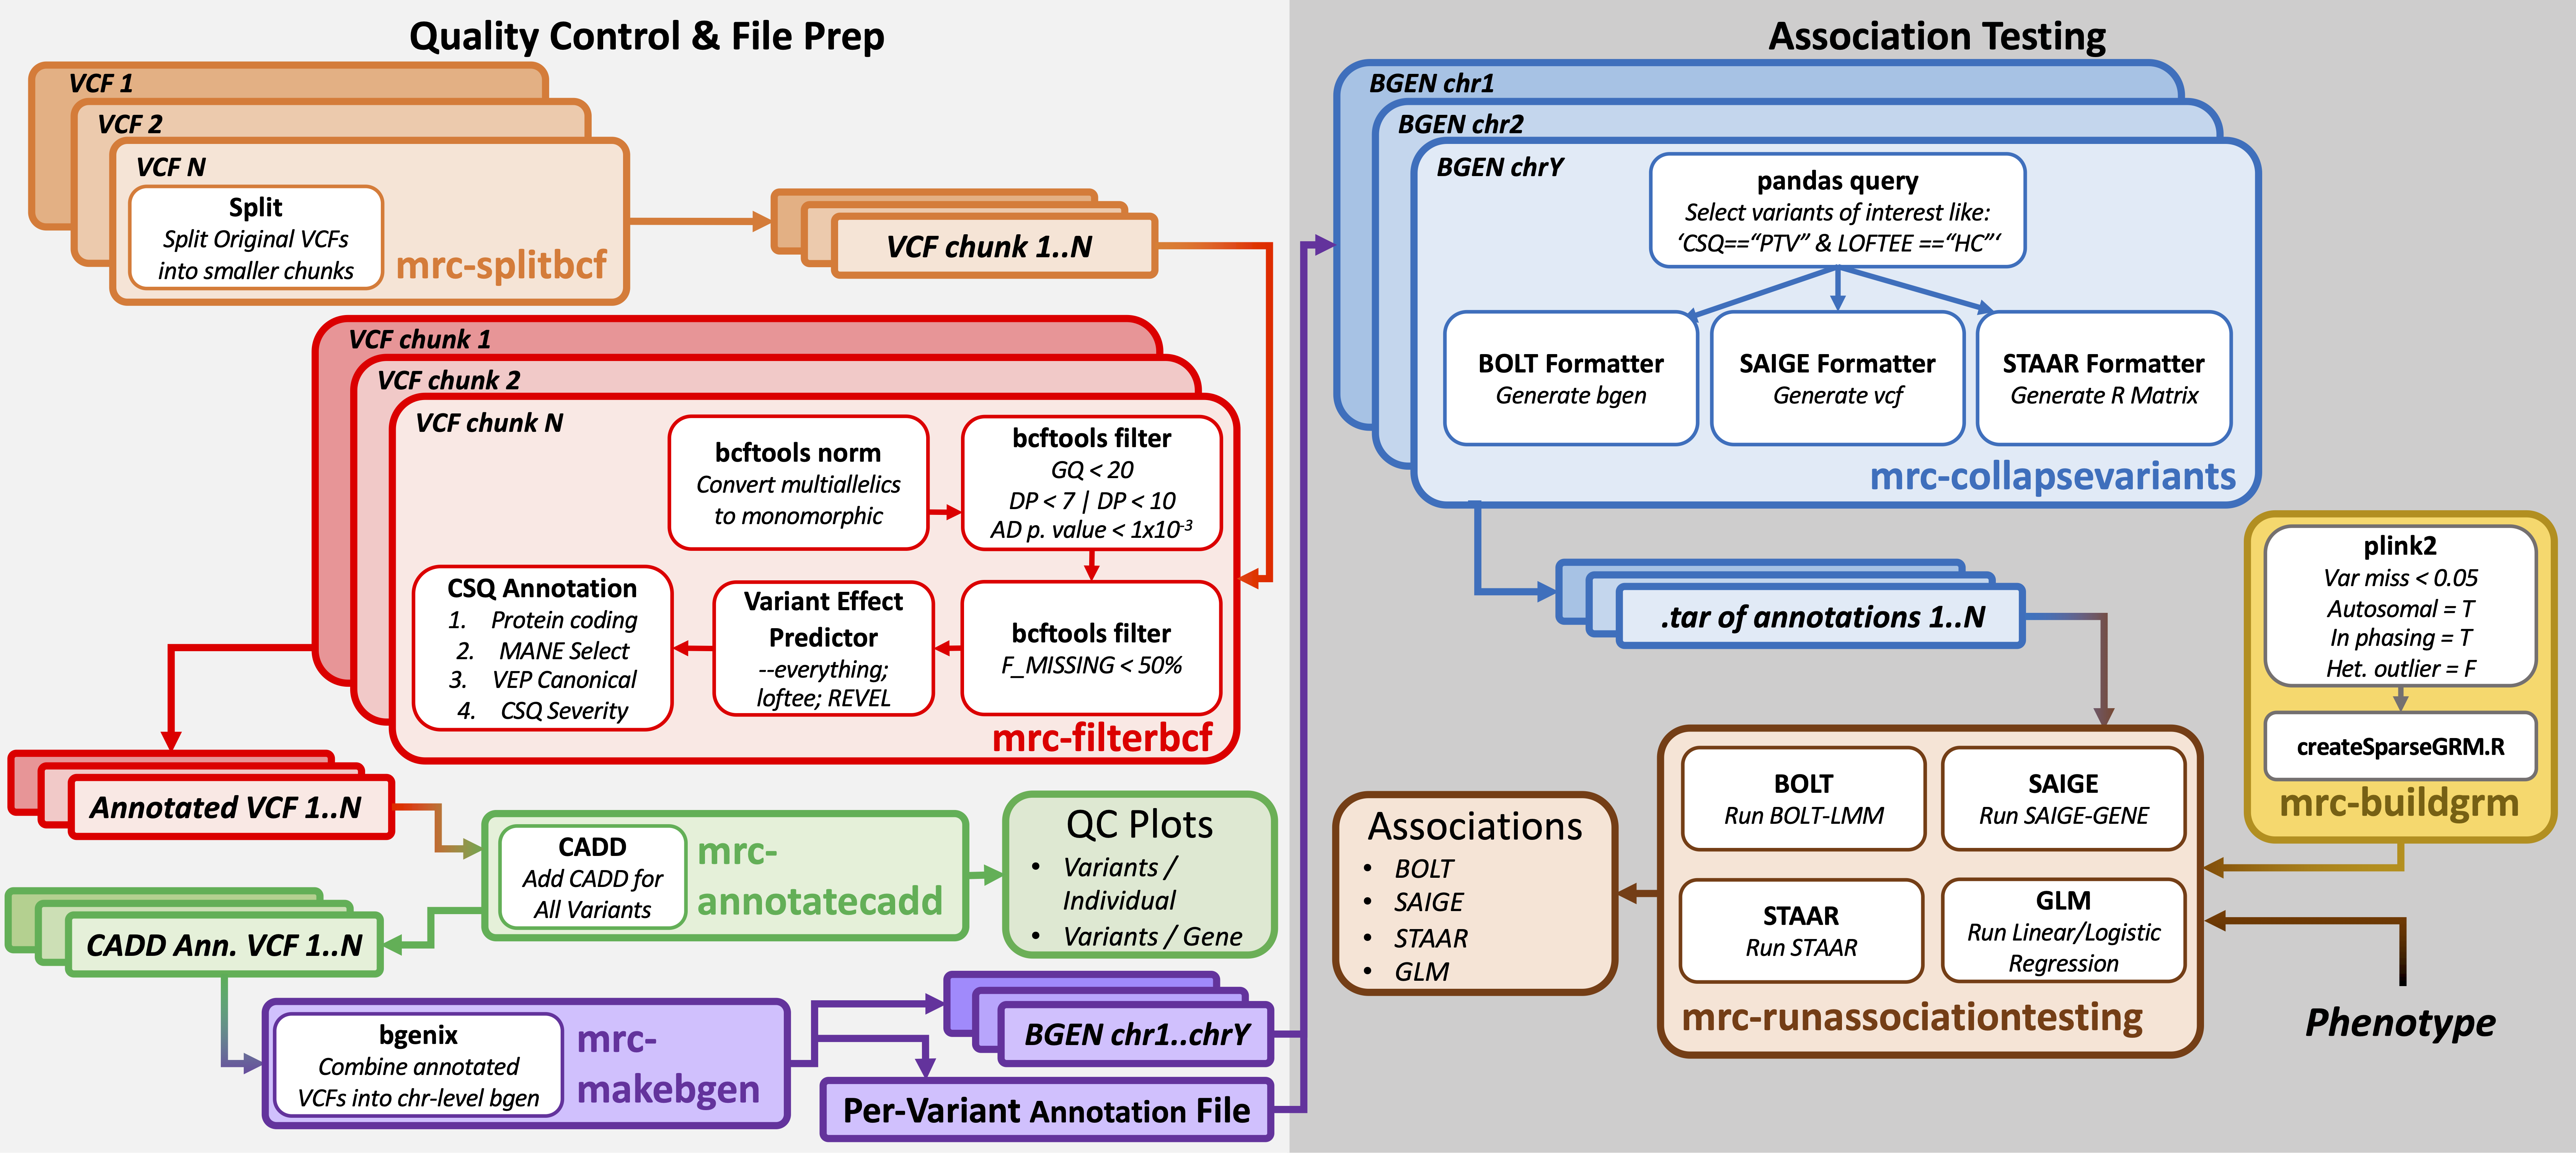 Quality Control & File Prep
VCF 1
VCF 2
VCF N
Split
Split Original VCFs
into smaller chunks
mrc-splitbcf
VCF chunk 1..N
VCF chunk 1
VCF chunk 2
VCF chunk N
bcftools norm
Convert multiallelics
to monomorphic
bcftools filter
GQ < 20
DP < 7 | DP < 10
AD p. value < 1x10⁻³
bcftools filter
F_MISSING < 50%
Variant Effect
Predictor
--everything;
loftee; REVEL
CSQ Annotation
1. Protein coding
2. MANE Select
3. VEP Canonical
4. CSQ Severity
mrc-filterbcf
Annotated VCF 1..N
CADD
Add CADD for
All Variants
mrc-
annotatecadd
QC Plots
• Variants /
Individual
• Variants / Gene
CADD Ann. VCF 1..N
bgenix
Combine annotated
VCFs into chr-level bgen
mrc-
makebgen
BGEN chr1..chrY
Per-Variant Annotation File
Association Testing
BGEN chr1
BGEN chr2
BGEN chrY
pandas query
Select variants of interest like:
‘CSQ==“PTV” & LOFTEE ==“HC”‘
BOLT Formatter
Generate bgen
SAIGE Formatter
Generate vcf
STAAR Formatter
Generate R Matrix
mrc-collapsevariants
.tar of annotations 1..N
plink2
Var miss < 0.05
Autosomal = T
In phasing = T
Het. outlier = F
createSparseGRM.R
mrc-buildgrm
BOLT
Run BOLT-LMM
SAIGE
Run SAIGE-GENE
STAAR
Run STAAR
GLM
Run Linear/Logistic
Regression
mrc-runassociationtesting
Associations
• BOLT
• SAIGE
• STAAR
• GLM
Phenotype